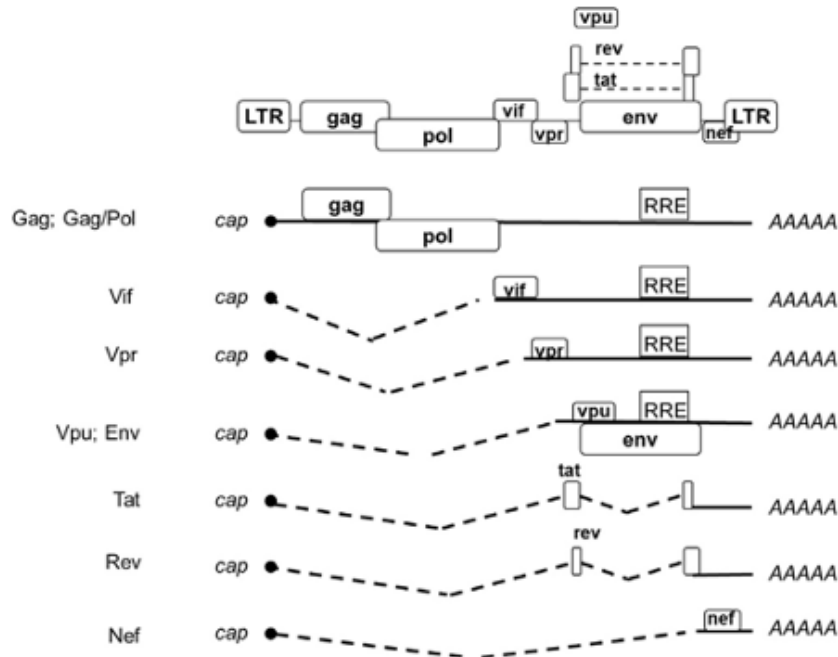 vpu
rev
tat
LTR gag pol vif vpr env nef LTR
Gag; Gag/Pol cap gag pol RRE AAAAA
Vif cap vif RRE AAAAA
Vpr cap vpr RRE AAAAA
Vpu; Env cap vpu env RRE AAAAA
Tat cap tat AAAAA
Rev cap rev AAAAA
Nef cap nef AAAAA